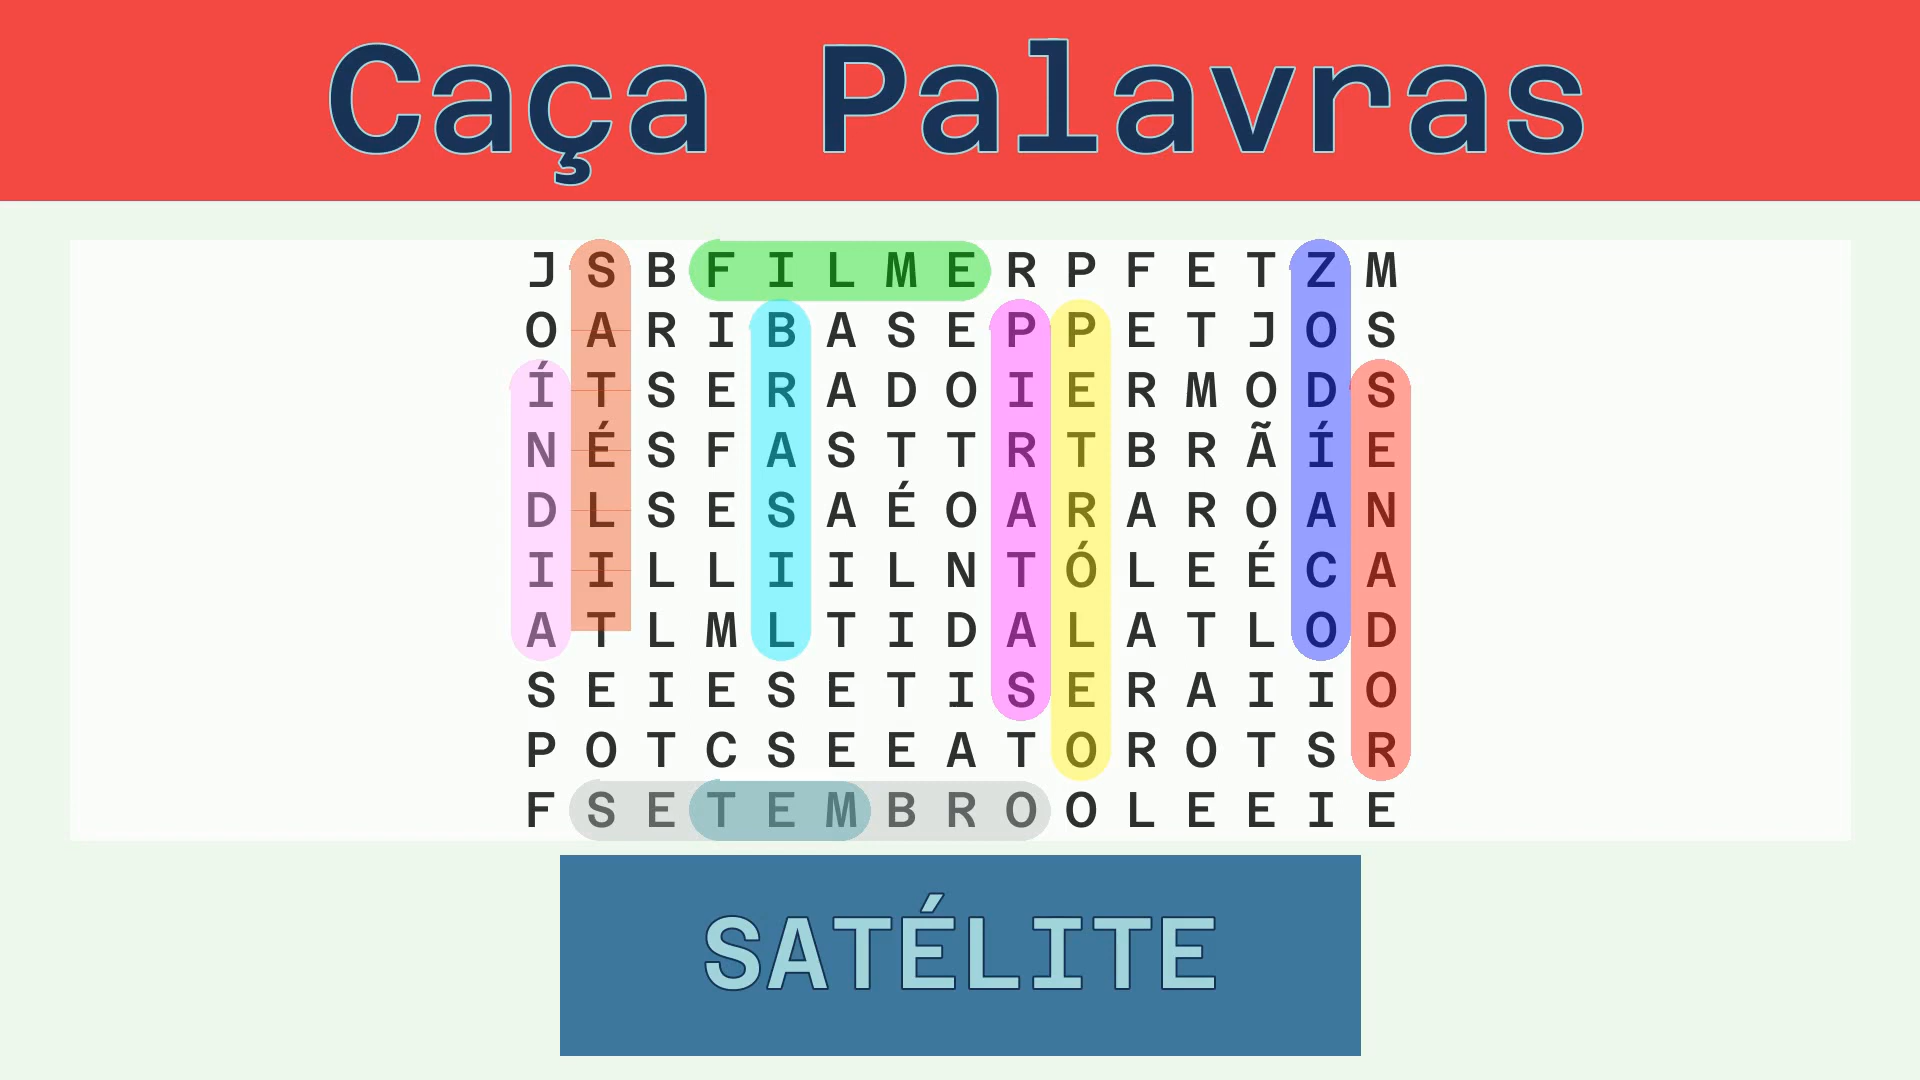 Caça Palavras
J S B F I L M E R P F E T Z M
O A R I B A S E P P E T J O S
Í T S E R A D O I E R M O D S
N É S F A S T T R T B R Ã Í E
D L S E S A É O A R A R O A N
I I L L I I L N T Ó L E É C A
A T L M L T I D A L A T L O D
S E I E S E T I S E R A I I O
P O T C S E E A T O R O T S R
F S E T E M B R O O L E E I E
SATÉLITE